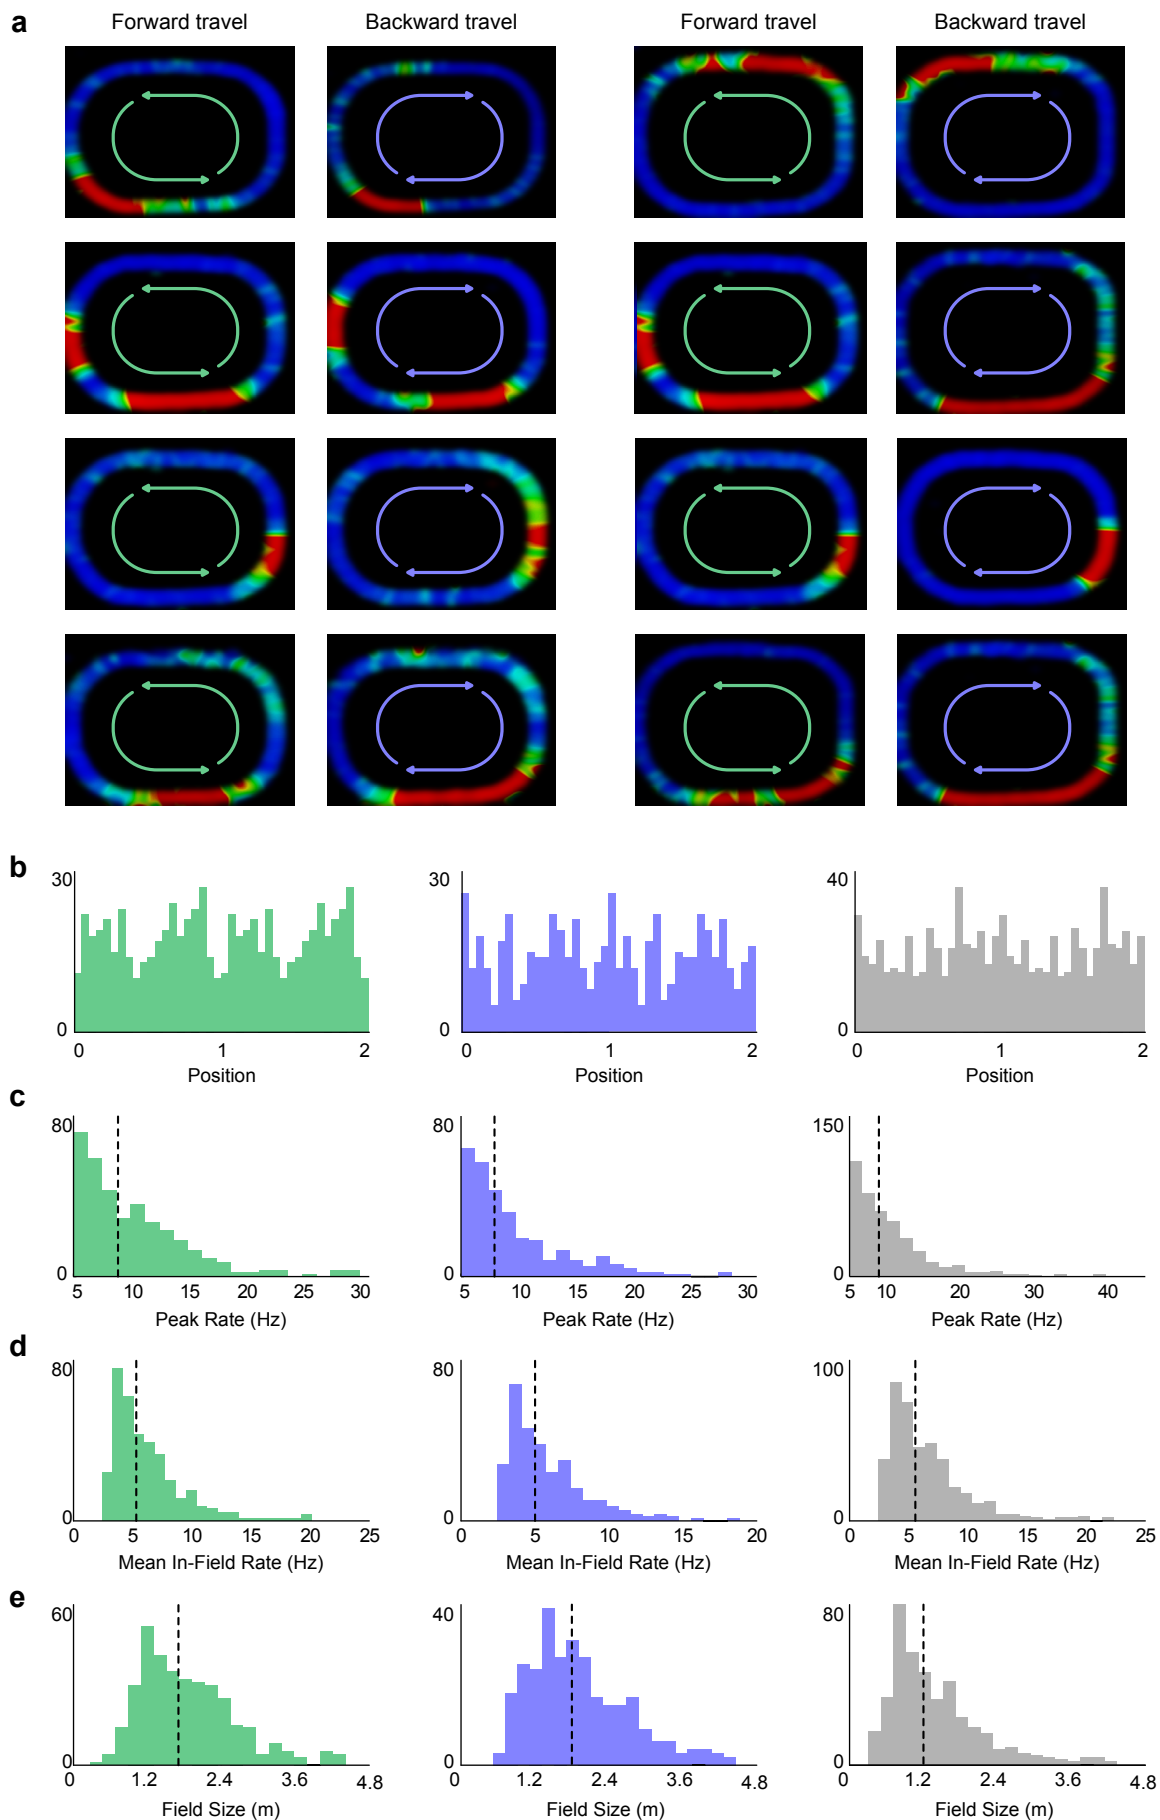 a
Forward travel Backward travel Forward travel Backward travel
b
30 30 40
20
0 0 0
0 1 2 0 1 2 0 1 2
Position Position Position
c
80 80 150
0 0 0
5 10 15 20 25 30 5 10 15 20 25 30 5 10 20 30 40
Peak Rate (Hz) Peak Rate (Hz) Peak Rate (Hz)
d
80 80 100
0 0 0
0 5 10 15 20 25 0 5 10 15 20 0 5 10 15 20 25
Mean In-Field Rate (Hz) Mean In-Field Rate (Hz) Mean In-Field Rate (Hz)
e
60 40 80
0 0 0
0 1.2 2.4 3.6 4.8 0 1.2 2.4 3.6 4.8 0 1.2 2.4 3.6 4.8
Field Size (m) Field Size (m) Field Size (m)